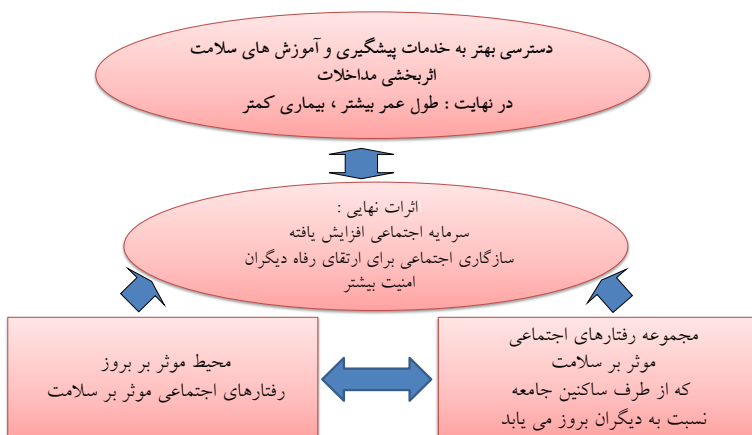 دسترسی بهتر به خدمات پیشگیری و آموزش های سلامت
اثربخشی مداخلات
در نهایت : طول عمر بیشتر ، بیماری کمتر
اثرات نهایی :
سرمایه اجتماعی افزایش یافته
سازگاری اجتماعی برای ارتقای رفاه دیگران
امنیت بیشتر
مجموعه رفتارهای اجتماعی
موثر بر سلامت
که از طرف ساکنین جامعه
نسبت به دیگران بروز می یابد
محیط موثر بر بروز
رفتارهای اجتماعی موثر بر سلامت